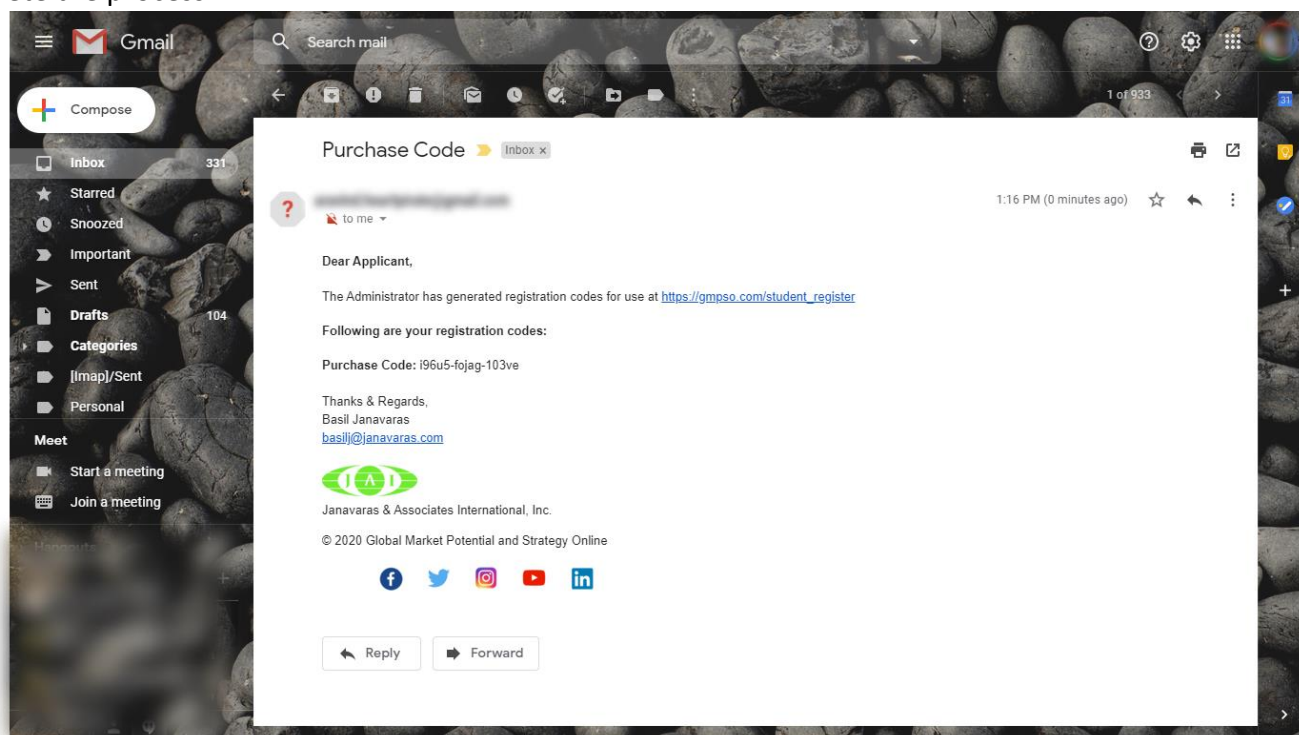 Gmail
Search mail
Compose
1 of 933
31
Inbox 331
Starred
Snoozed
Important
Sent
Drafts 104
Categories
[Imap]/Sent
Personal
Meet
Start a meeting
Join a meeting
Purchase Code Inbox x
1:16 PM (0 minutes ago)
to me
Dear Applicant,
The Administrator has generated registration codes for use at https://gmpso.com/student_register
Following are your registration codes:
Purchase Code: i96u5-fojag-103ve
Thanks & Regards,
Basil Janavaras
basilj@janavaras.com
JAI
Janavaras & Associates International, Inc.
© 2020 Global Market Potential and Strategy Online
Reply
Forward